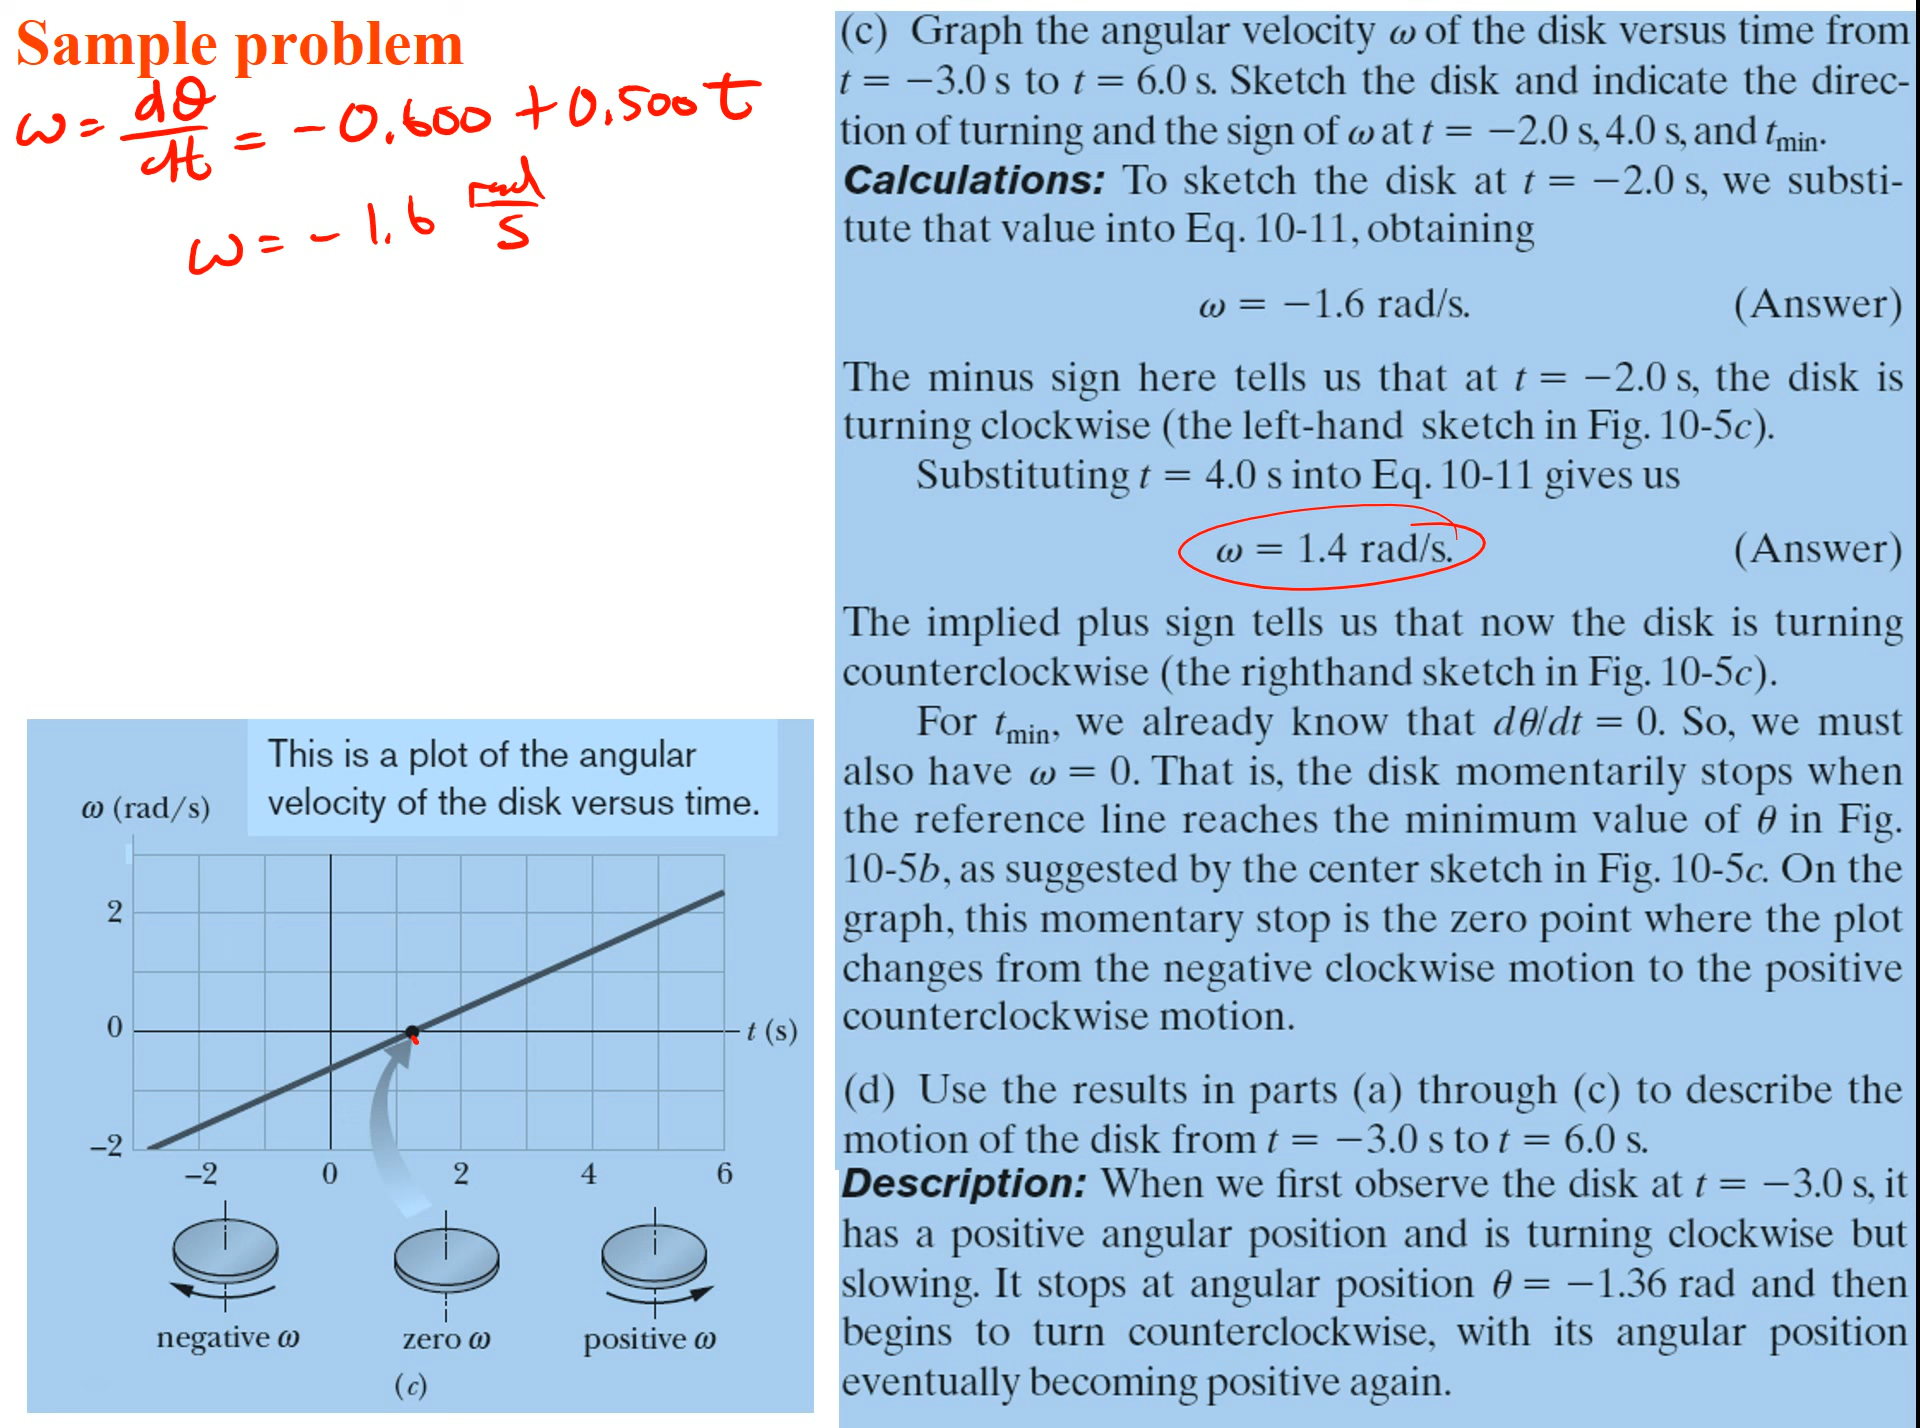 Sample problem
ω = dθ/dt = -0.600 + 0.500 t
ω = -1.6 rad/s
(c) Graph the angular velocity ω of the disk versus time from
t = −3.0 s to t = 6.0 s. Sketch the disk and indicate the direc-
tion of turning and the sign of ω at t = −2.0 s, 4.0 s, and t_min.
Calculations: To sketch the disk at t = −2.0 s, we substi-
tute that value into Eq. 10-11, obtaining
ω = −1.6 rad/s. (Answer)
The minus sign here tells us that at t = −2.0 s, the disk is
turning clockwise (the left-hand sketch in Fig. 10-5c).
Substituting t = 4.0 s into Eq. 10-11 gives us
ω = 1.4 rad/s. (Answer)
The implied plus sign tells us that now the disk is turning
counterclockwise (the righthand sketch in Fig. 10-5c).
For t_min, we already know that dθ/dt = 0. So, we must
also have ω = 0. That is, the disk momentarily stops when
the reference line reaches the minimum value of θ in Fig.
10-5b, as suggested by the center sketch in Fig. 10-5c. On the
graph, this momentary stop is the zero point where the plot
changes from the negative clockwise motion to the positive
counterclockwise motion.
(d) Use the results in parts (a) through (c) to describe the
motion of the disk from t = −3.0 s to t = 6.0 s.
Description: When we first observe the disk at t = −3.0 s, it
has a positive angular position and is turning clockwise but
slowing. It stops at angular position θ = −1.36 rad and then
begins to turn counterclockwise, with its angular position
eventually becoming positive again.
This is a plot of the angular
velocity of the disk versus time.
ω (rad/s)
2
0
−2
t (s)
−2 0 2 4 6
negative ω zero ω positive ω
(c)